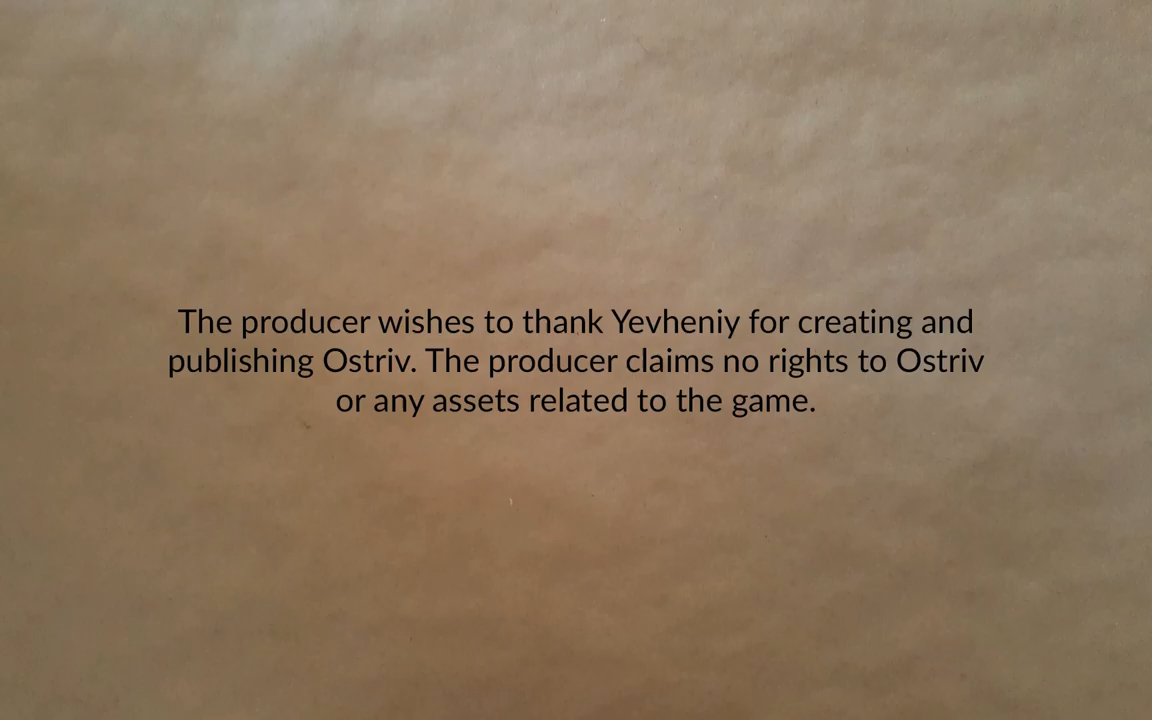 The producer wishes to thank Yevheniy for creating and
publishing Ostriv. The producer claims no rights to Ostriv
or any assets related to the game.